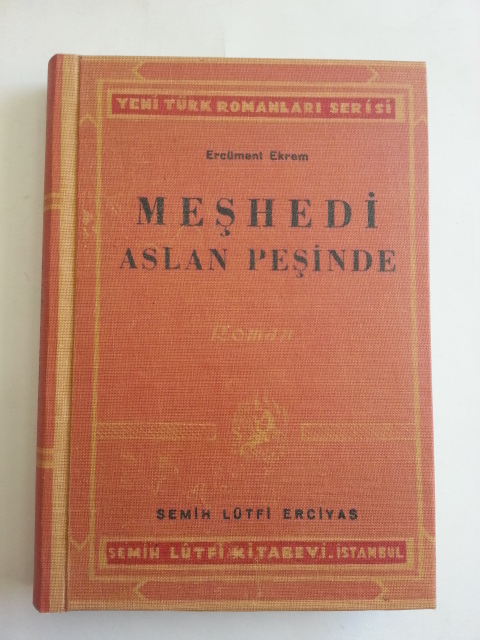 YENİ TÜRK ROMANLARI SERİSİ
Ercüment Ekrem
MEŞHEDİ
ASLAN PEŞİNDE
Roman
SEMİH LÛTFİ ERCİYAS
SEMİH LÛTFİ KİTABEVİ. İSTANBUL